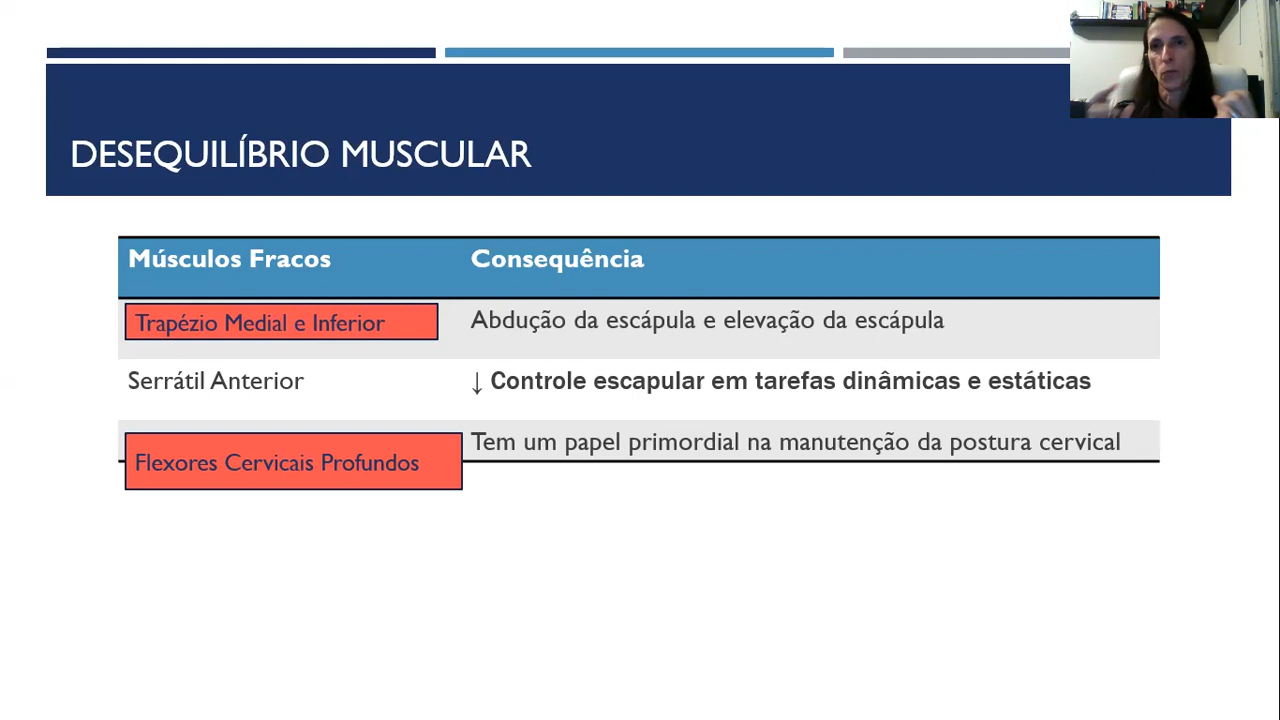 DESEQUILÍBRIO MUSCULAR
Músculos Fracos Consequência
Trapézio Medial e Inferior Abdução da escápula e elevação da escápula
Serrátil Anterior ↓ Controle escapular em tarefas dinâmicas e estáticas
Flexores Cervicais Profundos Tem um papel primordial na manutenção da postura cervical